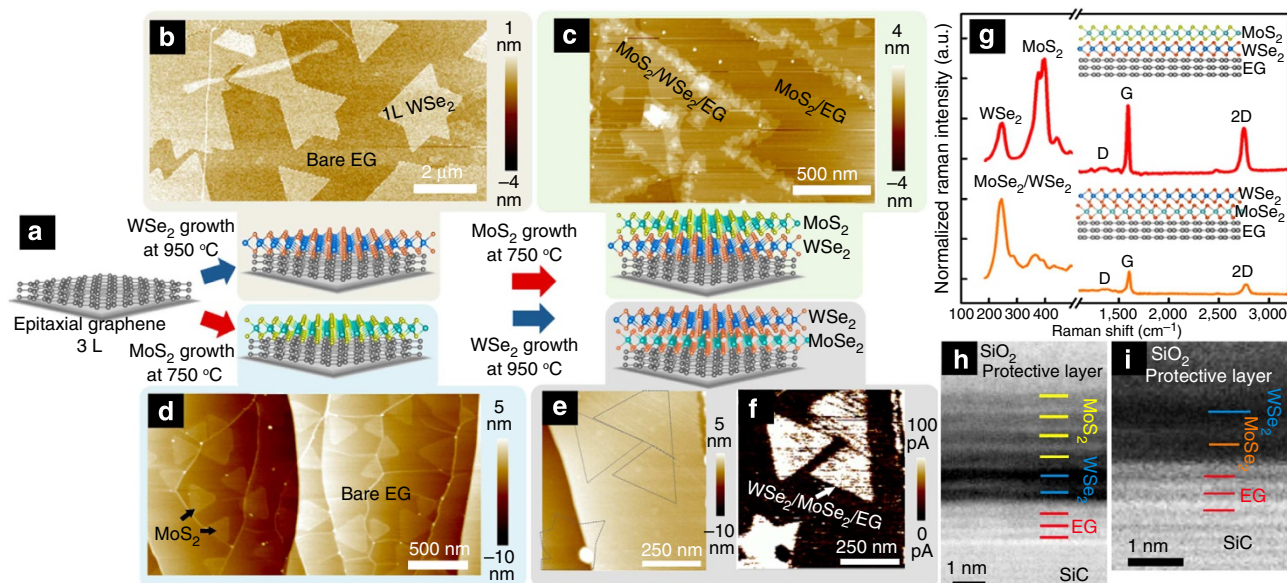 b
1 nm
1L WSe₂
Bare EG
2 μm
–4 nm
c
4 nm
MoS₂/WSe₂/EG
MoS₂/EG
500 nm
–4 nm
g
Normalized raman intensity (a.u.)
MoS₂
WSe₂
EG
MoS₂
WSe₂
G
2D
D
MoSe₂/WSe₂
WSe₂
MoSe₂
EG
G
2D
D
100 200 300 400 1,500 2,000 2,500 3,000
Raman shift (cm⁻¹)
a
WSe₂ growth
at 950 °C
Epitaxial graphene
3 L
MoS₂ growth
at 750 °C
MoS₂ growth
at 750 °C
WSe₂ growth
at 950 °C
MoS₂
WSe₂
WSe₂
MoSe₂
d
5 nm
MoS₂
Bare EG
500 nm
–10 nm
e
5 nm
250 nm
–10 nm
f
100 pA
WSe₂/MoSe₂/EG
250 nm
0 pA
h
SiO₂
Protective layer
MoS₂
WSe₂
EG
1 nm
SiC
i
SiO₂
Protective layer
WSe₂
MoSe₂
EG
1 nm
SiC